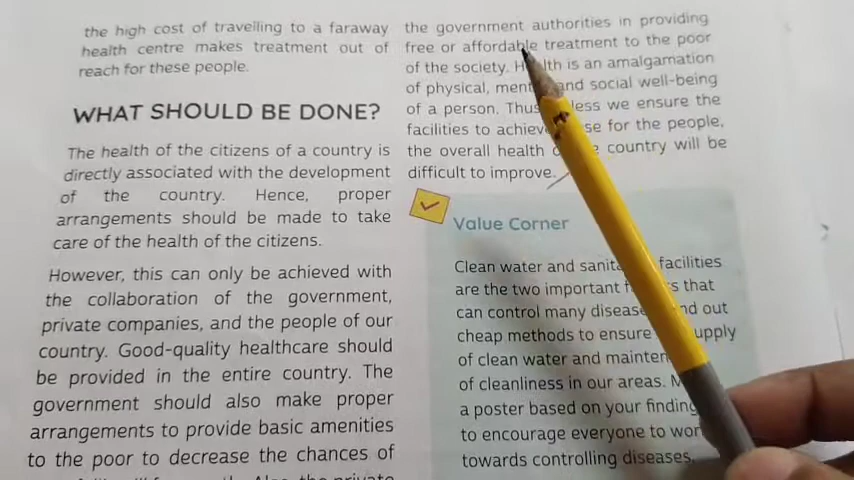 the high cost of travelling to a faraway
health centre makes treatment out of
reach for these people.
WHAT SHOULD BE DONE?
The health of the citizens of a country is
directly associated with the development
of the country. Hence, proper
arrangements should be made to take
care of the health of the citizens.
However, this can only be achieved with
the collaboration of the government,
private companies, and the people of our
country. Good-quality healthcare should
be provided in the entire country. The
government should also make proper
arrangements to provide basic amenities
to the poor to decrease the chances of
the government authorities in providing
free or affordable treatment to the poor
of the society. Health is an amalgamation
of physical, and social well-being
of a person. we ensure the
facilities to for the people,
the overall health country will be
difficult to improve.
Value Corner
Clean water and facilities
are the two important that
can control many out
cheap methods to ensure
of clean water and
of cleanliness in our areas.
a poster based on your
to encourage everyone to
towards controlling diseases.